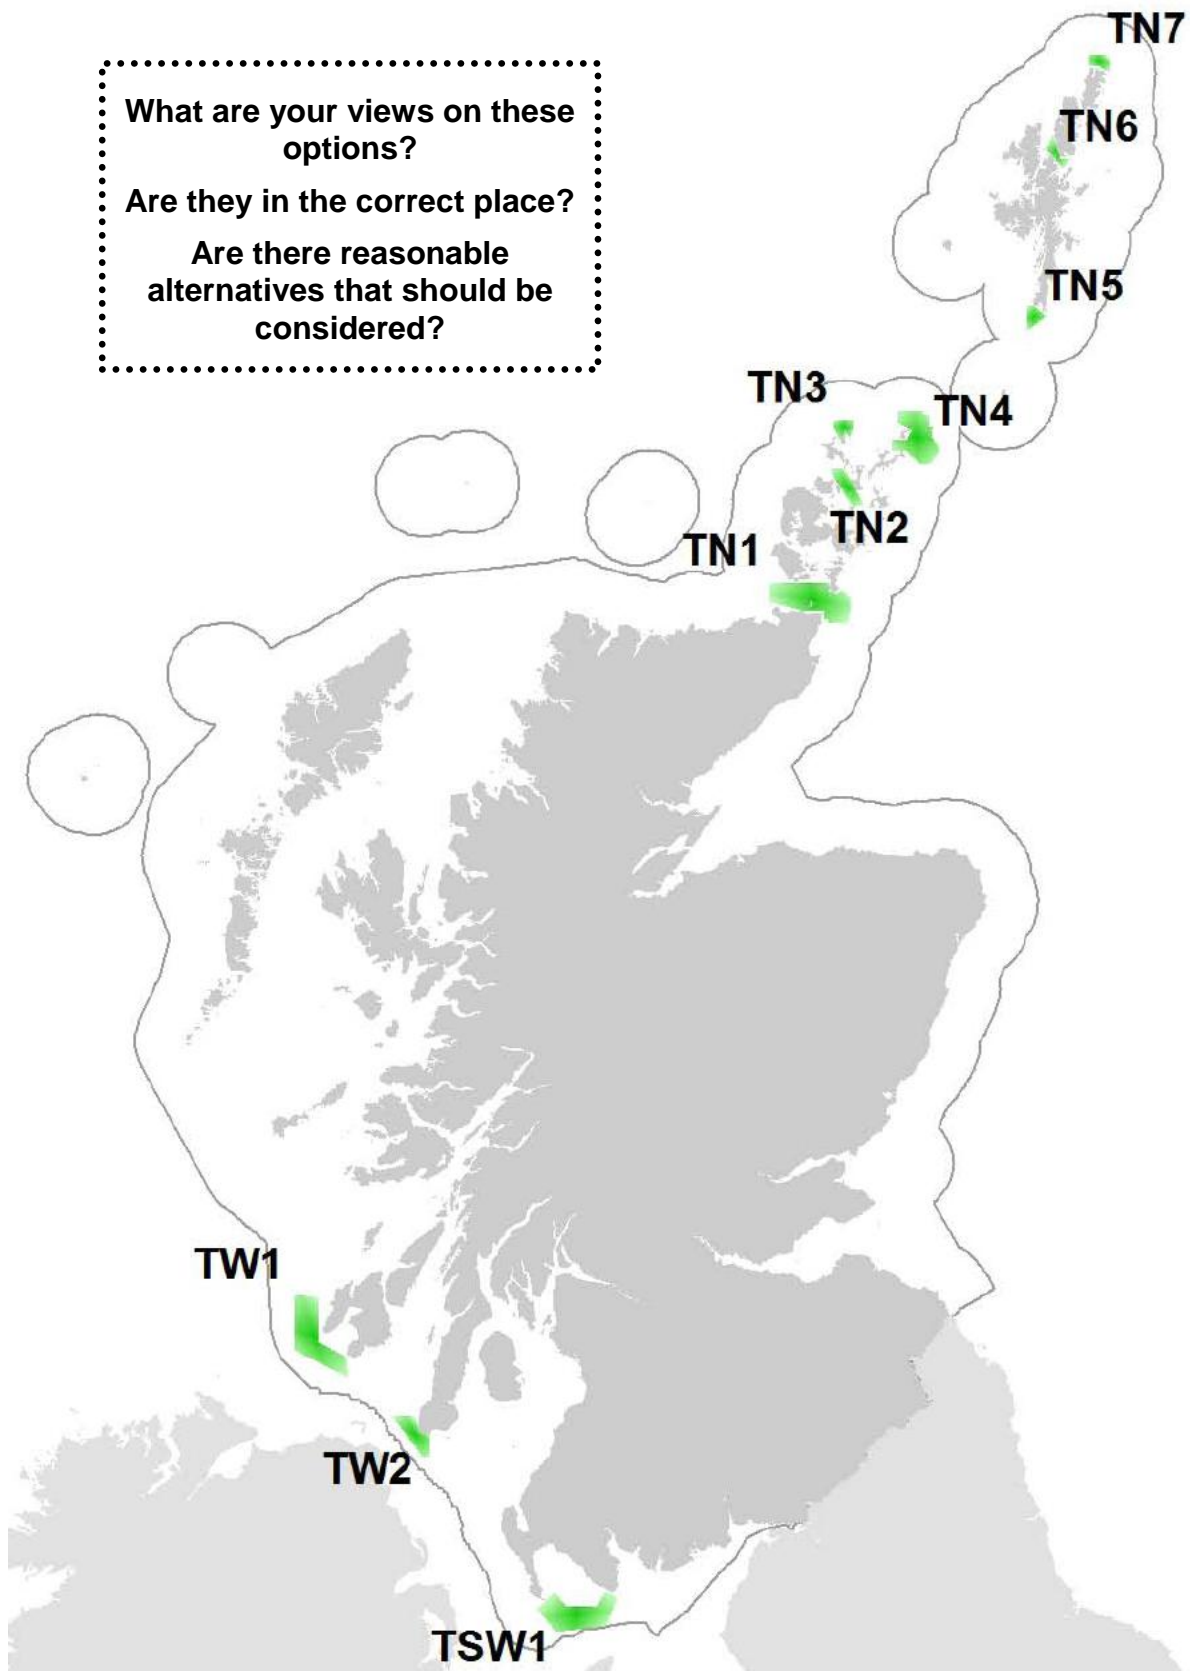 TN7
What are your views on these
options?
Are they in the correct place?
Are there reasonable
alternatives that should be
considered?
TN6
TN5
TN3
TN4
TN2
TN1
TW1
TW2
TSW1